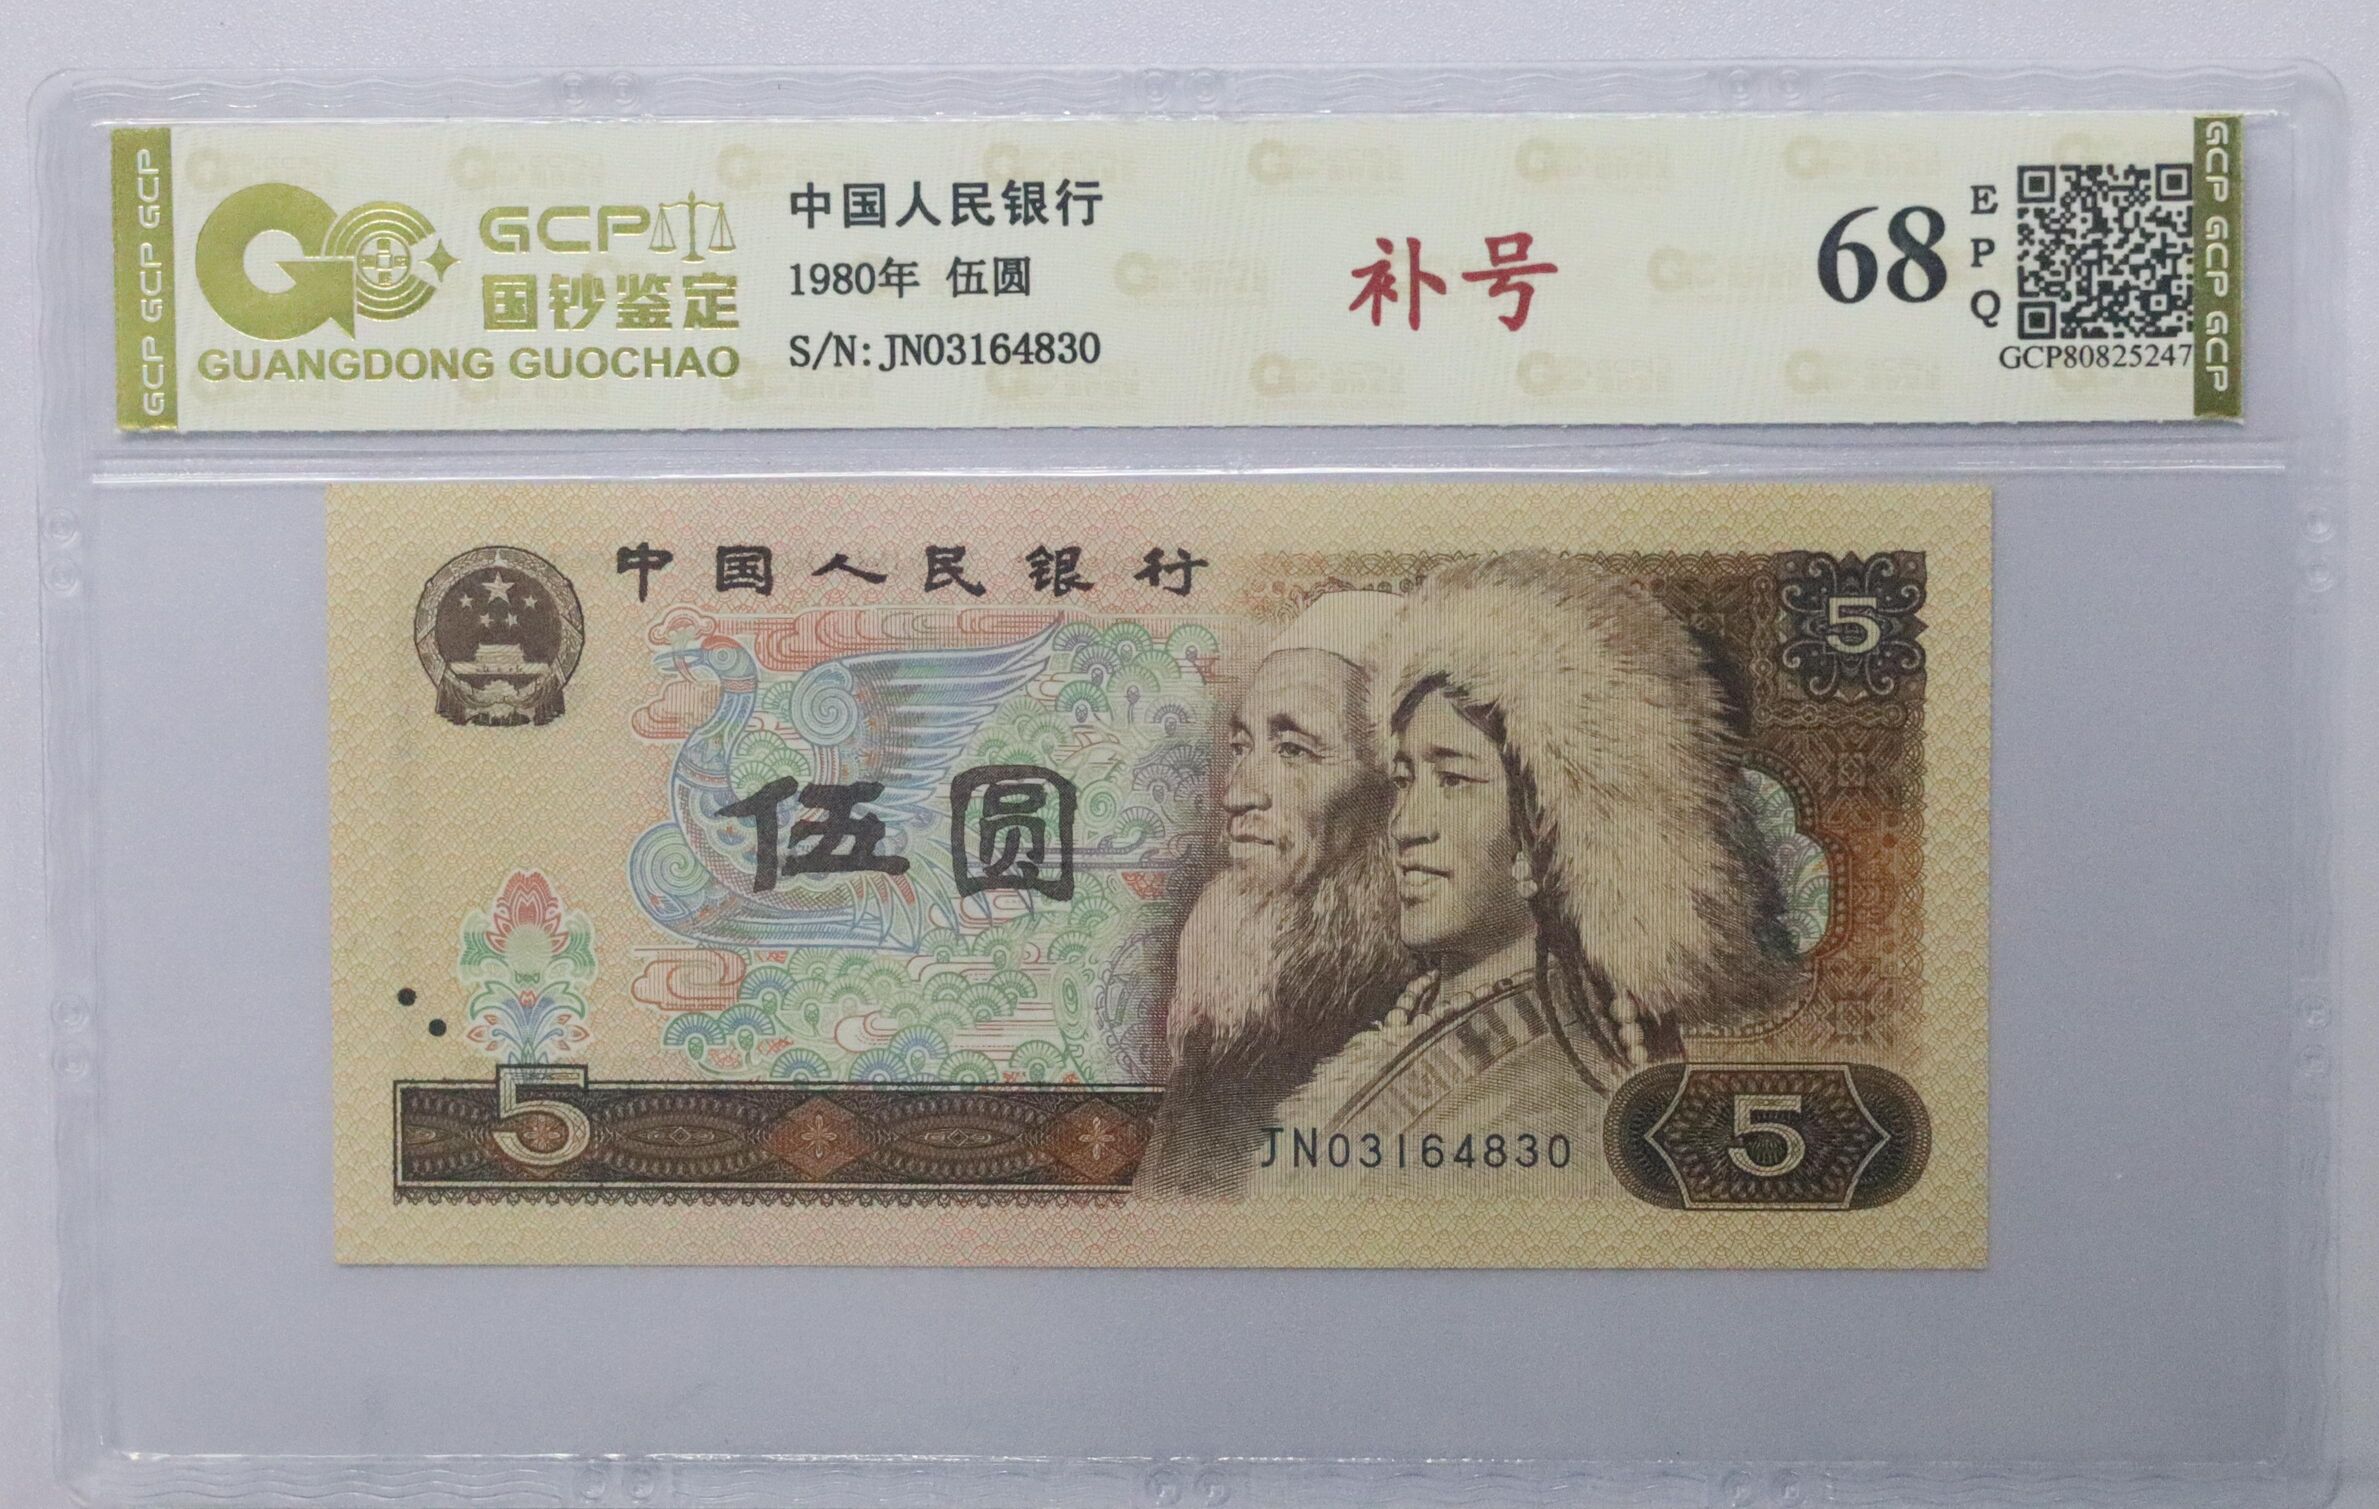 GCP GCP GCP
GCP
国钞鉴定
GUANGDONG GUOCHAO
中国人民银行
1980年 伍圆
S/N: JN03164830
补号
68
E
P
Q
GCP80825247
GCP GCP GCP
中国人民银行
5
伍圆
5
JN03164830
5